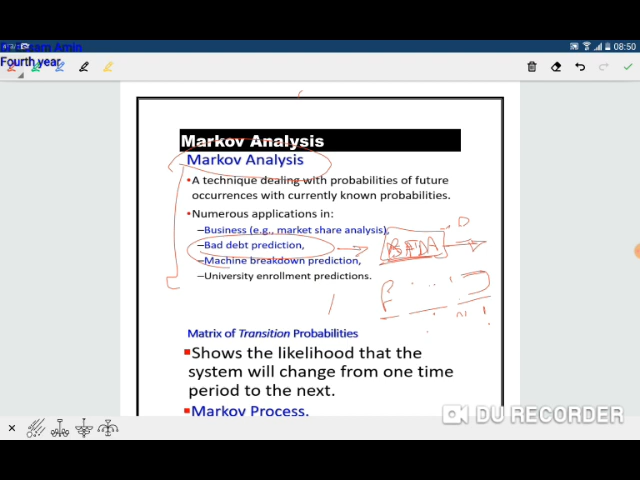 08:50
Fourth year
Markov Analysis
Markov Analysis
•A technique dealing with probabilities of future
occurrences with currently known probabilities.
•Numerous applications in:
–Business (e.g., market share analysis),
–Bad debt prediction,
–Machine breakdown prediction,
–University enrollment predictions.
Matrix of Transition Probabilities
▪Shows the likelihood that the
system will change from one time
period to the next.
▪Markov Process.
DU RECORDER